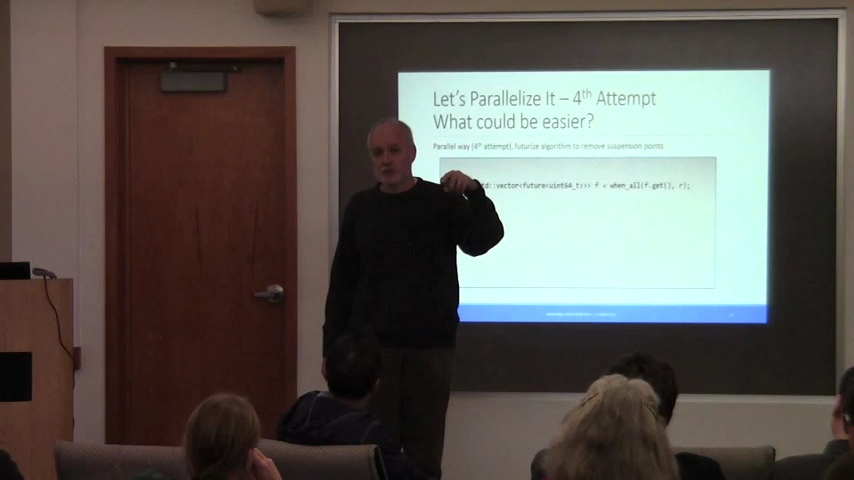 Let's Parallelize It – 4th Attempt
What could be easier?
Parallel way (4th attempt), futurize algorithm to remove suspension points
std::vector<future<uint64_t>>> f = when_all(f.get(), r);